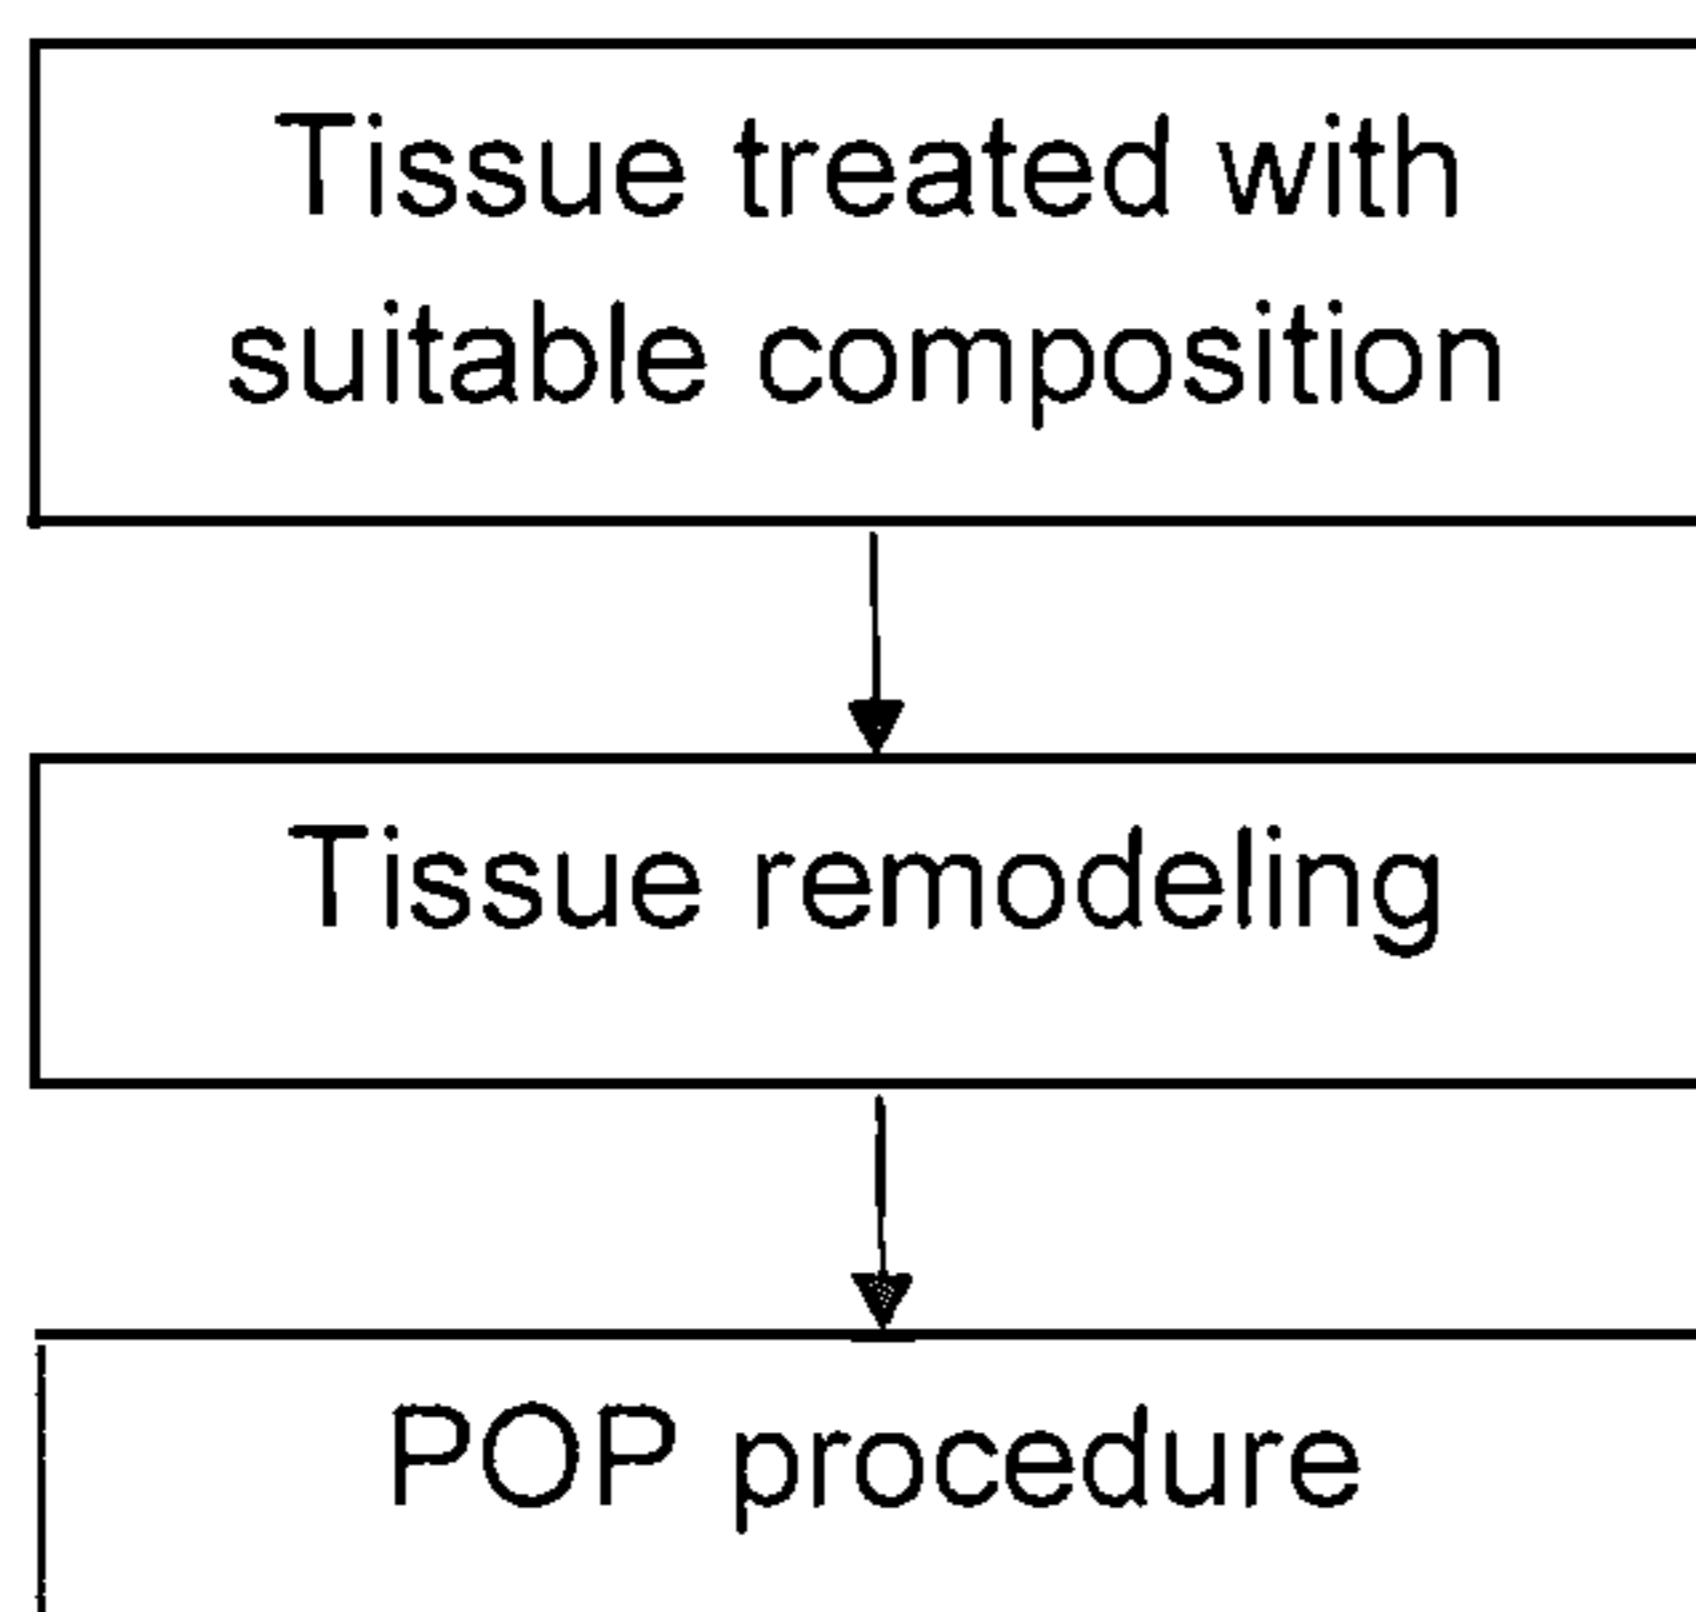 Tissue treated with
suitable composition
Tissue remodeling
POP procedure